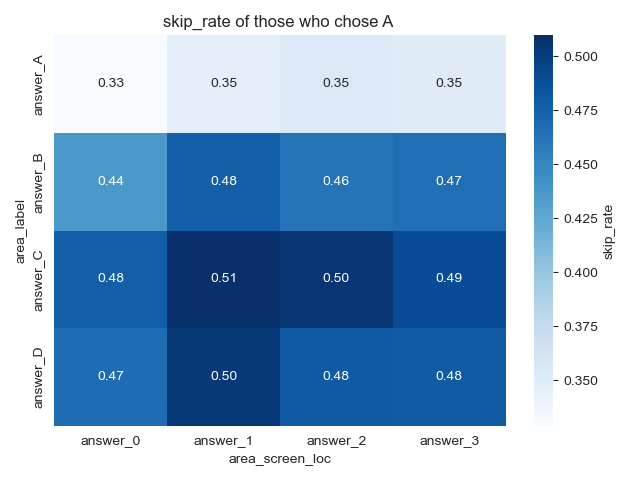 skip_rate of those who chose A
area_label
answer_A
0.33 0.35 0.35 0.35
answer_B
0.44 0.48 0.46 0.47
answer_C
0.48 0.51 0.50 0.49
answer_D
0.47 0.50 0.48 0.48
answer_0 answer_1 answer_2 answer_3
area_screen_loc
0.500
0.475
0.450
0.425
0.400
0.375
0.350
skip_rate